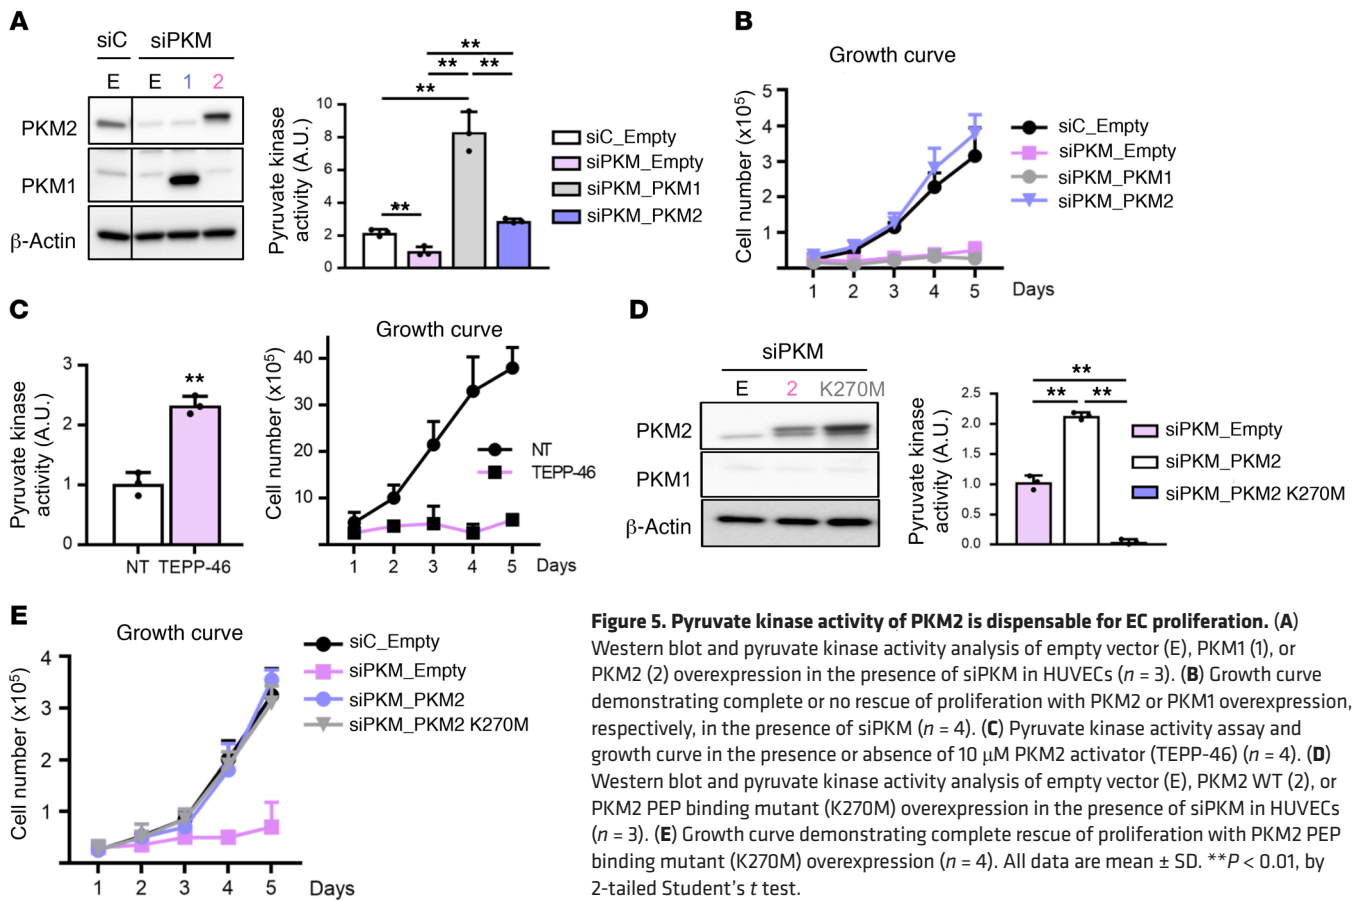 A
siC siPKM
E E 1 2
PKM2
PKM1
β-Actin
** **
** ** **
**
Pyruvate kinase
activity (A.U.)
10
8
6
4
2
0
siC_Empty
siPKM_Empty
siPKM_PKM1
siPKM_PKM2
B
Growth curve
Cell number (x10⁵)
5
4
3
2
1
1 2 3 4 5 Days
siC_Empty
siPKM_Empty
siPKM_PKM1
siPKM_PKM2
C
Pyruvate kinase
activity (A.U.)
3
2
1
0
**
NT TEPP-46
Growth curve
Cell number (x10⁵)
40
30
20
10
1 2 3 4 5 Days
NT
TEPP-46
D
siPKM
E 2 K270M
PKM2
PKM1
β-Actin
**
** **
Pyruvate kinase
activity (A.U.)
2.5
2.0
1.5
1.0
0.5
0.0
siPKM_Empty
siPKM_PKM2
siPKM_PKM2 K270M
E
Growth curve
Cell number (x10⁵)
4
3
2
1
1 2 3 4 5 Days
siC_Empty
siPKM_Empty
siPKM_PKM2
siPKM_PKM2 K270M
Figure 5. Pyruvate kinase activity of PKM2 is dispensable for EC proliferation. (A)
Western blot and pyruvate kinase activity analysis of empty vector (E), PKM1 (1), or
PKM2 (2) overexpression in the presence of siPKM in HUVECs (n = 3). (B) Growth curve
demonstrating complete or no rescue of proliferation with PKM2 or PKM1 overexpression,
respectively, in the presence of siPKM (n = 4). (C) Pyruvate kinase activity assay and
growth curve in the presence or absence of 10 μM PKM2 activator (TEPP-46) (n = 4). (D)
Western blot and pyruvate kinase activity analysis of empty vector (E), PKM2 WT (2), or
PKM2 PEP binding mutant (K270M) overexpression in the presence of siPKM in HUVECs
(n = 3). (E) Growth curve demonstrating complete rescue of proliferation with PKM2 PEP
binding mutant (K270M) overexpression (n = 4). All data are mean ± SD. **P < 0.01, by
2-tailed Student's t test.